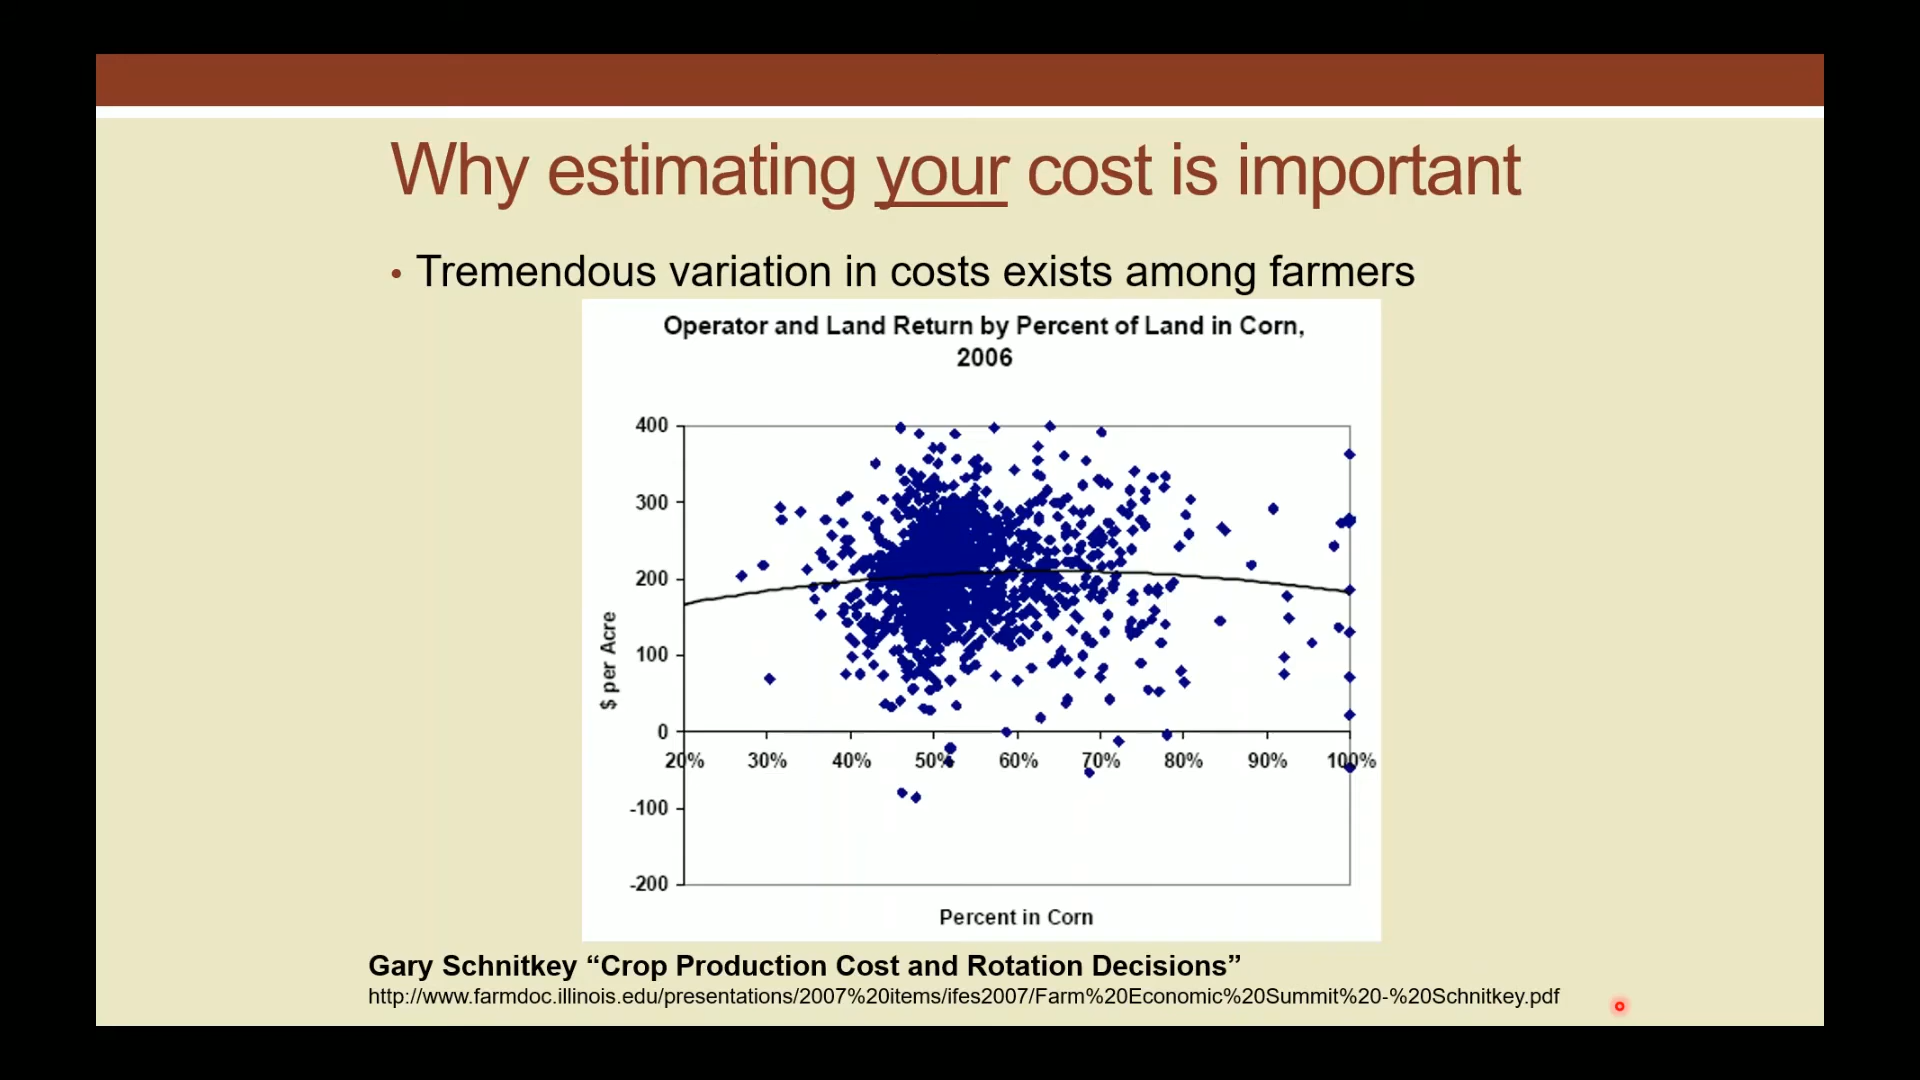 Why estimating your cost is important
• Tremendous variation in costs exists among farmers
Operator and Land Return by Percent of Land in Corn,
2006
400
300
200
100
0
-100
-200
$ per Acre
20% 30% 40% 50% 60% 70% 80% 90% 100%
Percent in Corn
Gary Schnitkey “Crop Production Cost and Rotation Decisions”
http://www.farmdoc.illinois.edu/presentations/2007%20items/ifes2007/Farm%20Economic%20Summit%20-%20Schnitkey.pdf